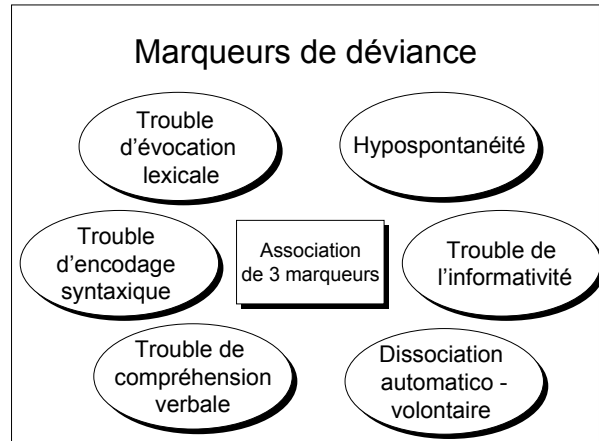 Marqueurs de déviance
Trouble
d'évocation
lexicale
Hypospontanéité
Trouble
d'encodage
syntaxique
Association
de 3 marqueurs
Trouble de
l'informativité
Trouble de
compréhension
verbale
Dissociation
automatico -
volontaire